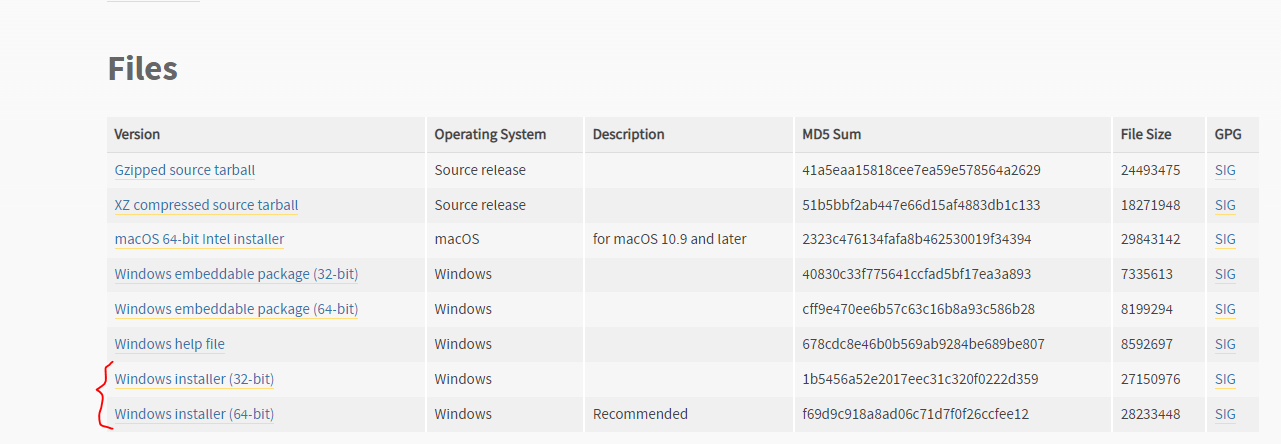 Files
Version Operating System Description MD5 Sum File Size GPG
Gzipped source tarball Source release 41a5eaa15818cee7ea59e578564a2629 24493475 SIG
XZ compressed source tarball Source release 51b5bbf2ab447e66d15af4883db1c133 18271948 SIG
macOS 64-bit Intel installer macOS for macOS 10.9 and later 2323c476134fafa8b462530019f34394 29843142 SIG
Windows embeddable package (32-bit) Windows 40830c33f775641ccfad5bf17ea3a893 7335613 SIG
Windows embeddable package (64-bit) Windows cff9e470ee6b57c63c16b8a93c586b28 8199294 SIG
Windows help file Windows 678cdc8e46b0b569ab9284be689be807 8592697 SIG
Windows installer (32-bit) Windows 1b5456a52e2017eec31c320f0222d359 27150976 SIG
Windows installer (64-bit) Windows Recommended f69d9c918a8ad06c71d7f0f26ccfee12 28233448 SIG